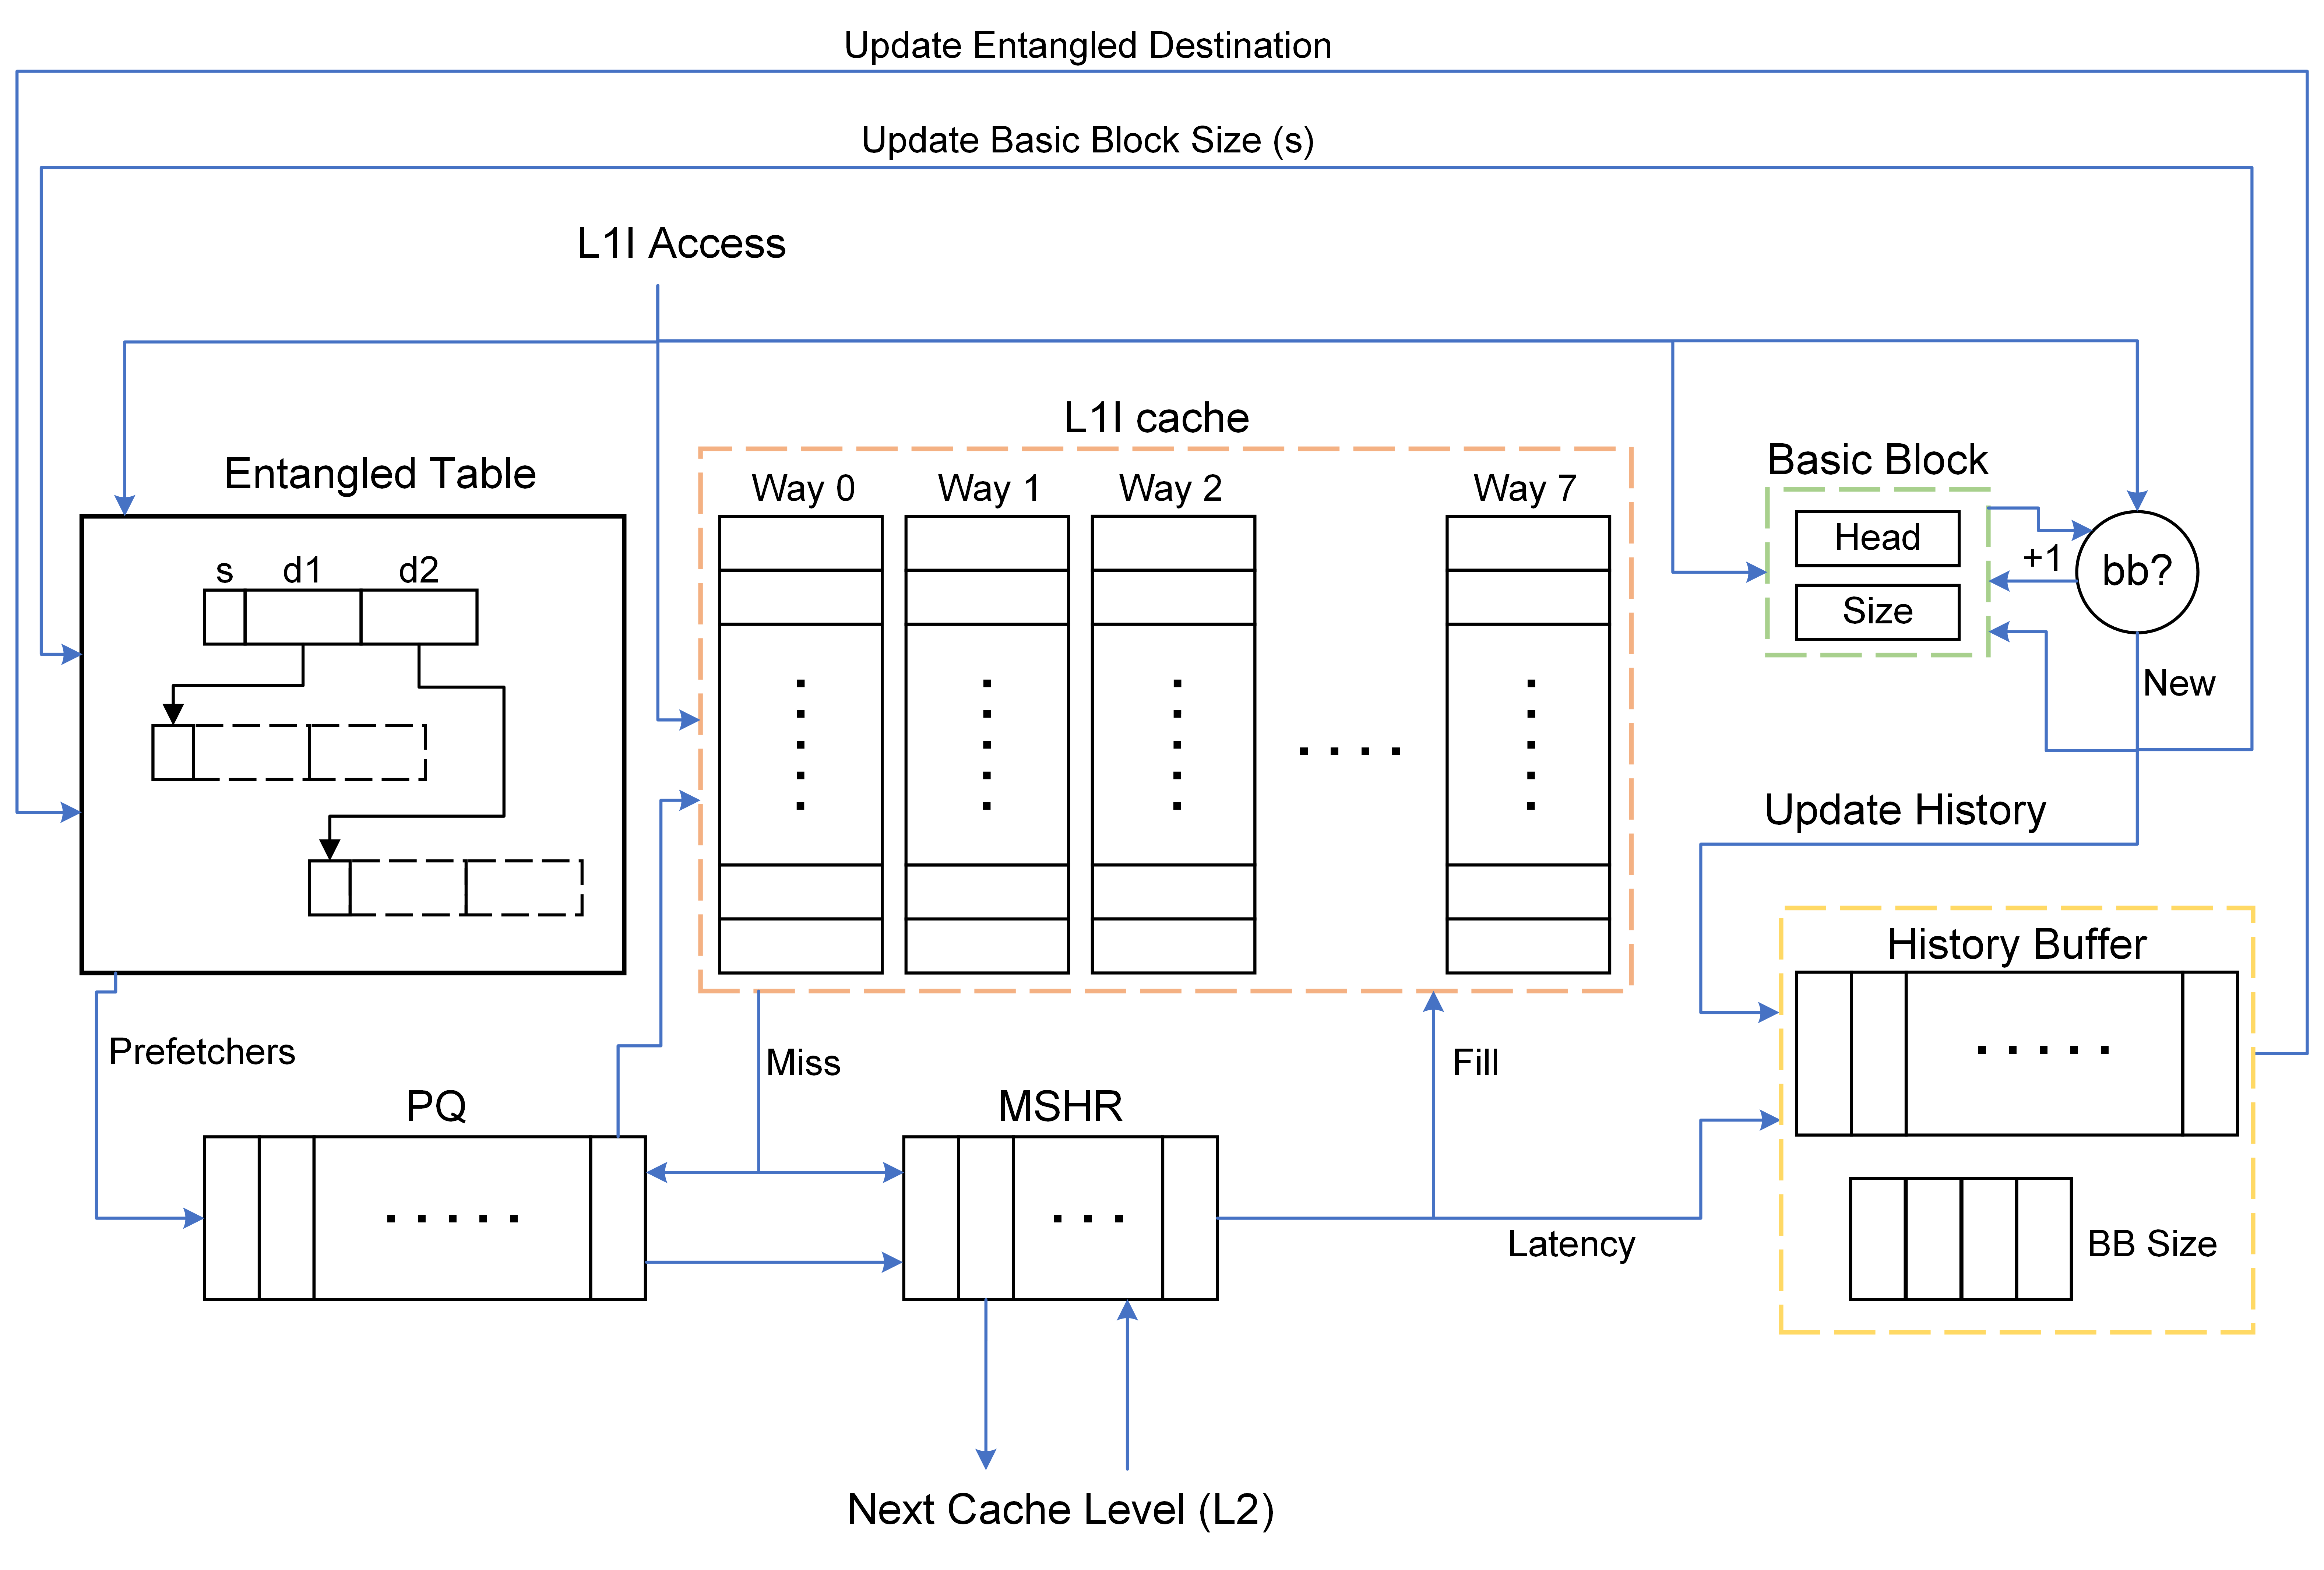 Update Entangled Destination
Update Basic Block Size (s)
L1I Access
L1I cache
Entangled Table
Basic Block
Way 0
Way 1
Way 2
Way 7
Head
+1
bb?
s
d1
d2
Size
New
Update History
History Buffer
Prefetchers
Miss
Fill
PQ
MSHR
Latency
BB Size
Next Cache Level (L2)